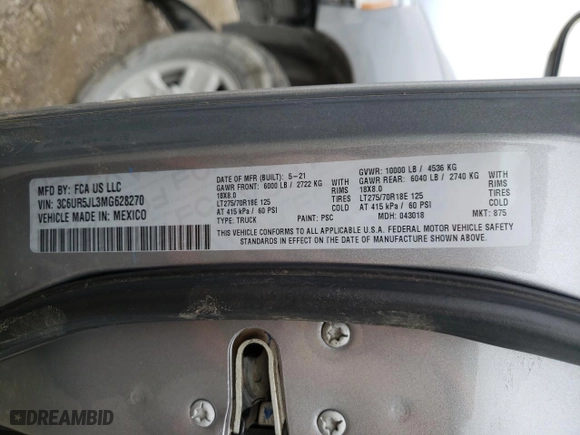 MFD BY: FCA US LLC
VIN: 3C6UR5JL3MG628270
VEHICLE MADE IN: MEXICO
DATE OF MFR (BUILT): 5-21
GAWR FRONT: 6000 LB / 2722 KG
18X8.0 WITH TIRES / RIMS
LT275/70R18E 125
AT 415 kPa / 60 PSI
TYPE: TRUCK
PAINT: PSC
GVWR: 10000 LB / 4536 KG
GAWR REAR: 6040 LB / 2740 KG
18X8.0 WITH TIRES / RIMS
LT275/70R18E 125
AT 415 kPa / 60 PSI
MDH: 043018
MKT: 875
THIS VEHICLE CONFORMS TO ALL APPLICABLE U.S.A. FEDERAL MOTOR VEHICLE SAFETY
STANDARDS IN EFFECT ON THE DATE OF MANUFACTURE SHOWN ABOVE.
DREAMBID